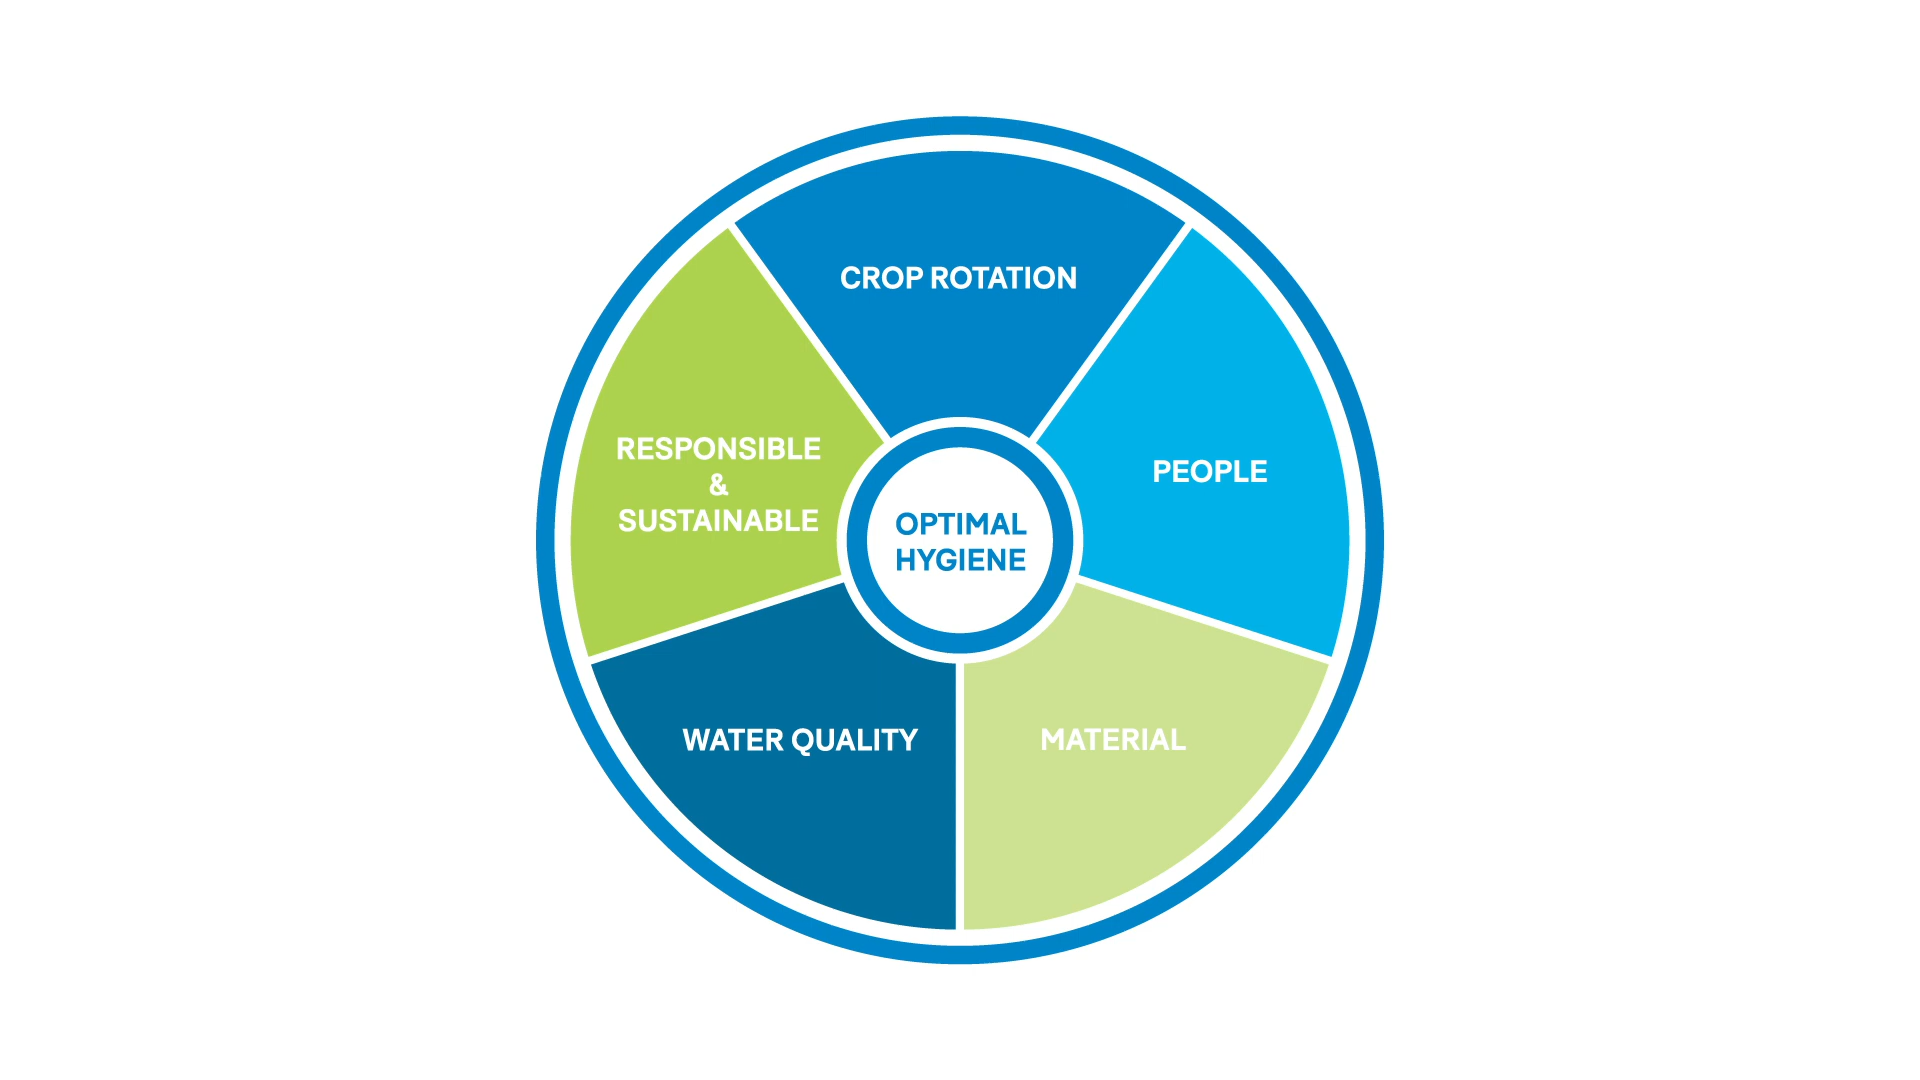 CROP ROTATION
PEOPLE
RESPONSIBLE
&
SUSTAINABLE
OPTIMAL
HYGIENE
WATER QUALITY
MATERIAL